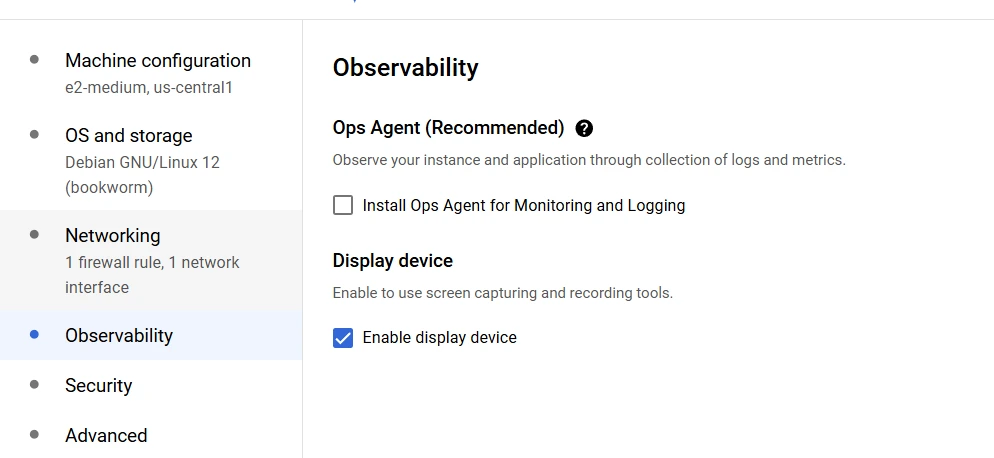 Machine configuration
e2-medium, us-central1
OS and storage
Debian GNU/Linux 12
(bookworm)
Networking
1 firewall rule, 1 network
interface
Observability
Security
Advanced
Observability
Ops Agent (Recommended) ?
Observe your instance and application through collection of logs and metrics.
Install Ops Agent for Monitoring and Logging
Display device
Enable to use screen capturing and recording tools.
Enable display device